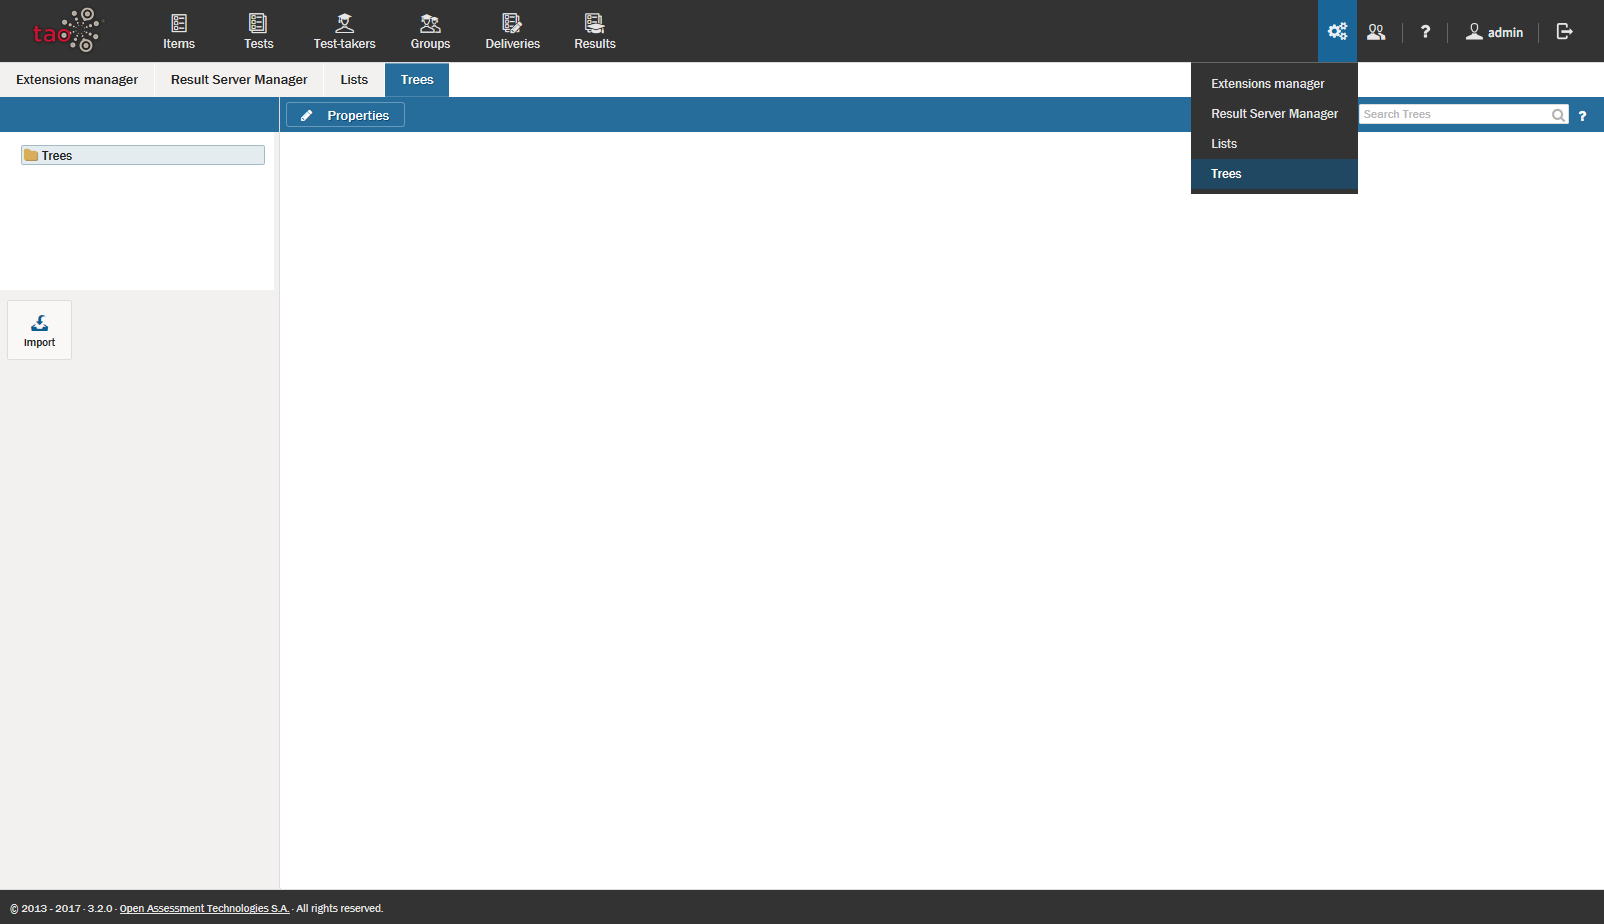 tao
Items
Tests
Test-takers
Groups
Deliveries
Results
?
admin
Extensions manager
Result Server Manager
Lists
Trees
Extensions manager
Result Server Manager
Lists
Trees
Properties
Search Trees
?
Trees
Import
© 2013 - 2017 · 3.2.0 · Open Assessment Technologies S.A. · All rights reserved.